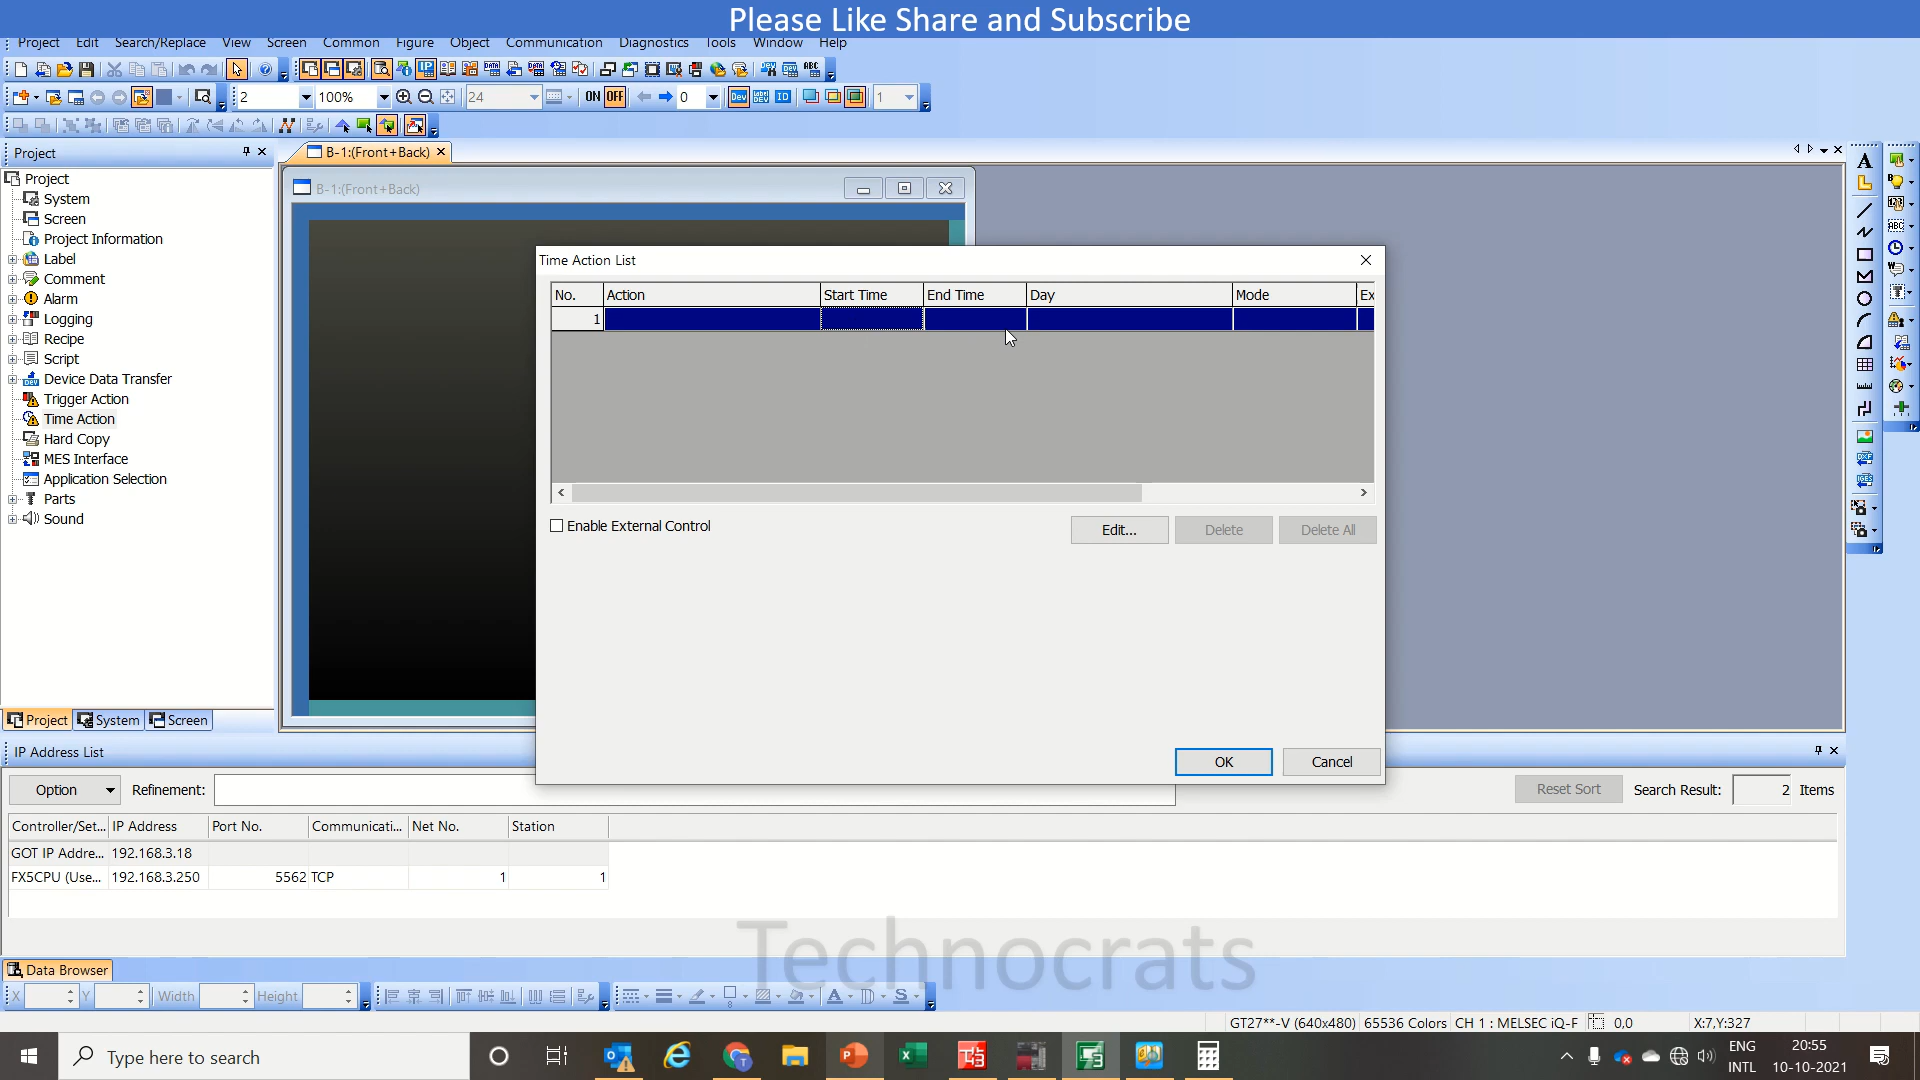 Please Like Share and Subscribe
Project Edit Search/Replace View Screen Common Figure Object Communication Diagnostics Tools Window Help
2 100% 24 ON OFF 0 Dev ID 1
Project
B-1:(Front+Back)
B-1:(Front+Back)
Project
System
Screen
Project Information
Label
Comment
Alarm
Logging
Recipe
Script
Device Data Transfer
Trigger Action
Time Action
Hard Copy
MES Interface
Application Selection
Parts
Sound
Project System Screen
Time Action List
No. Action Start Time End Time Day Mode Ex
1
Enable External Control
Edit... Delete Delete All
OK Cancel
IP Address List
Option Refinement: Reset Sort Search Result: 2 Items
Controller/Set... IP Address Port No. Communicati... Net No. Station
GOT IP Addre... 192.168.3.18
FX5CPU (Use... 192.168.3.250 5562 TCP 1 1
Technocrats
Data Browser
X Y Width Height
GT27**-V (640x480) 65536 Colors CH 1 : MELSEC iQ-F 0,0 X:7,Y:327
Type here to search
ENG
INTL
20:55
10-10-2021